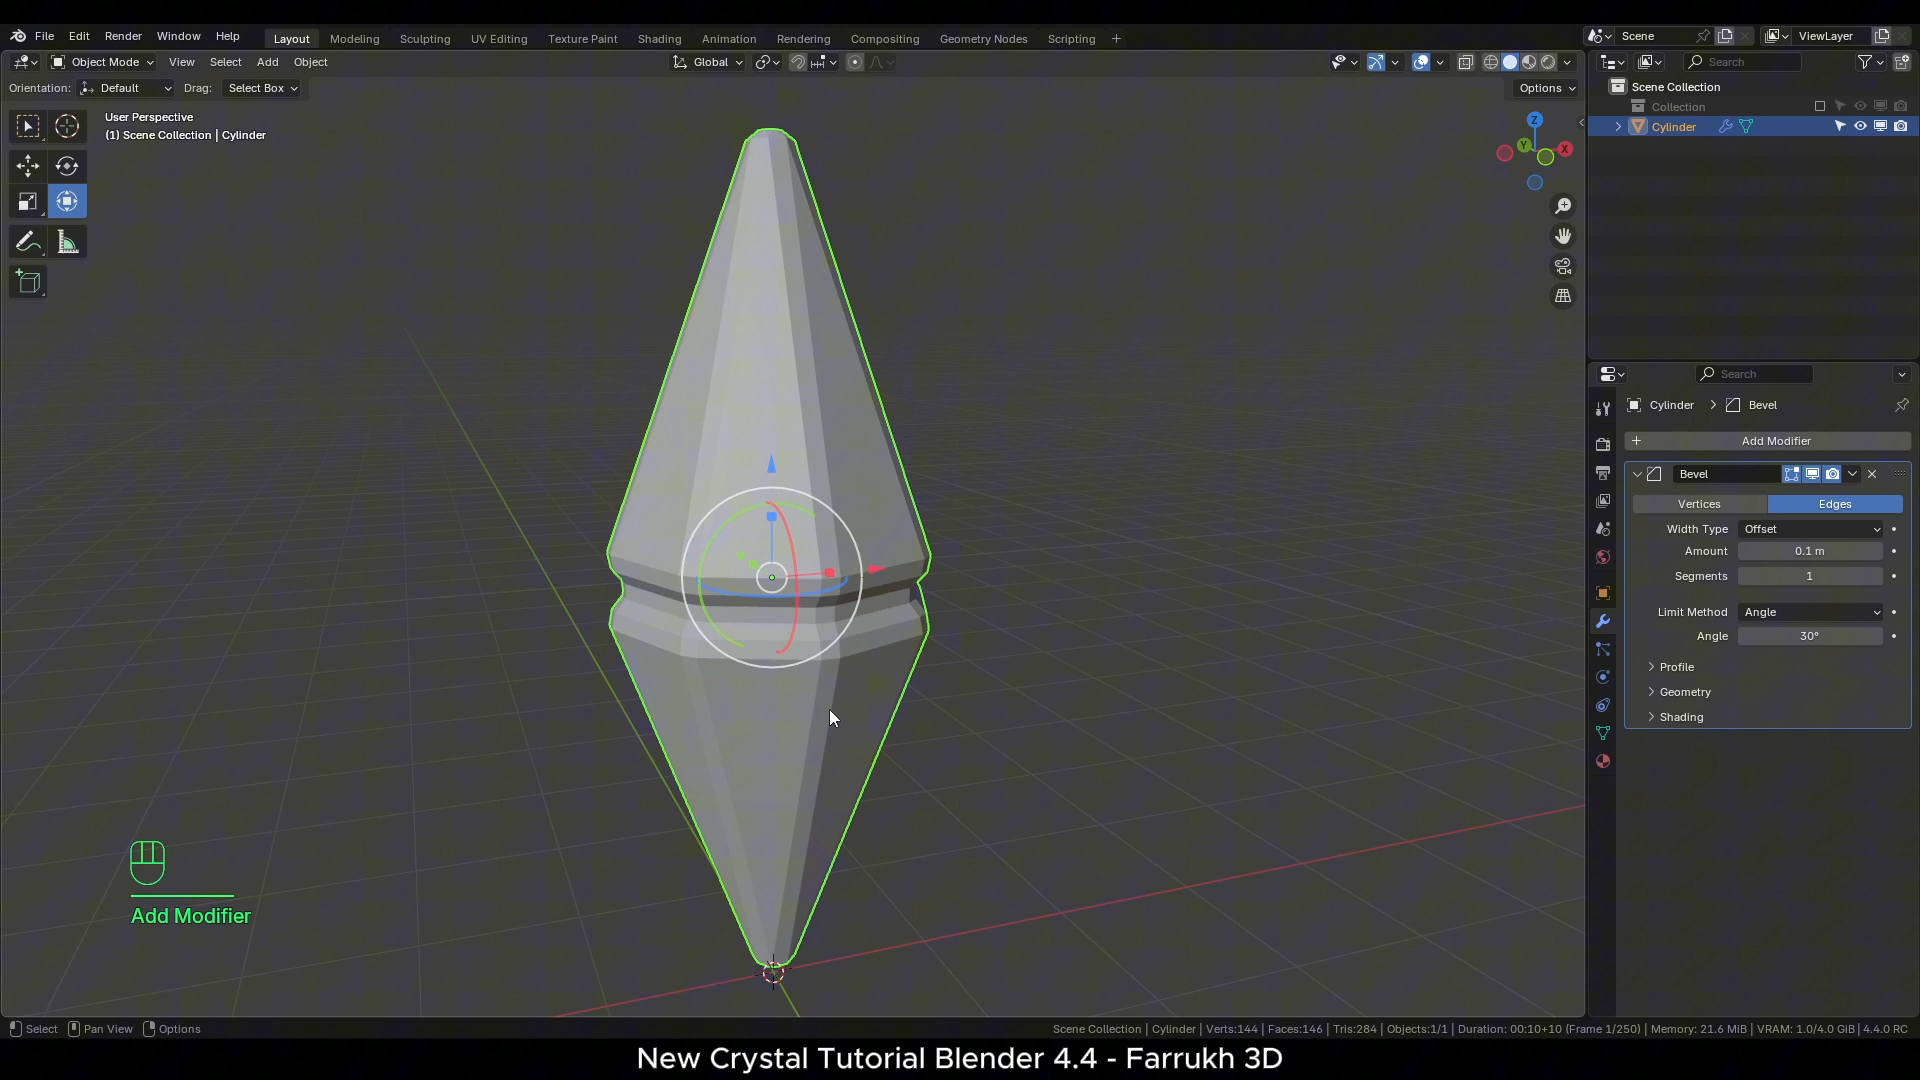 File Edit Render Window Help Layout Modeling Sculpting UV Editing Texture Paint Shading Animation Rendering Compositing Geometry Nodes Scripting + Scene ViewLayer
Object Mode View Select Add Object Global Search
Orientation: Default Drag: Select Box Options
User Perspective
(1) Scene Collection | Cylinder
Z
Y
X
Scene Collection
Collection
Cylinder
Search
Cylinder > Bevel
+ Add Modifier
Bevel
Vertices Edges
Width Type Offset
Amount 0.1 m
Segments 1
Limit Method Angle
Angle 30°
Profile
Geometry
Shading
Add Modifier
Select Pan View Options Scene Collection | Cylinder | Verts:144 | Faces:146 | Tris:284 | Objects:1/1 | Duration: 00:10+10 (Frame 1/250) | Memory: 21.6 MiB | VRAM: 1.0/4.0 GiB | 4.4.0 RC
New Crystal Tutorial Blender 4.4 - Farrukh 3D